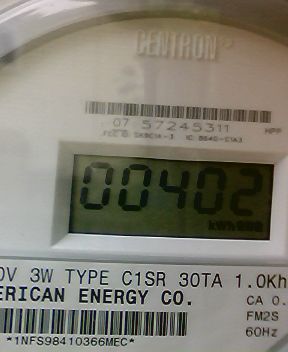 CENTRON
07 57245311 HPP
00402
0V 3W TYPE C1SR 30TA 1.0Kh
ERICAN ENERGY CO. CA 0.
FM2S
*1NFS98410366MEC* 60Hz